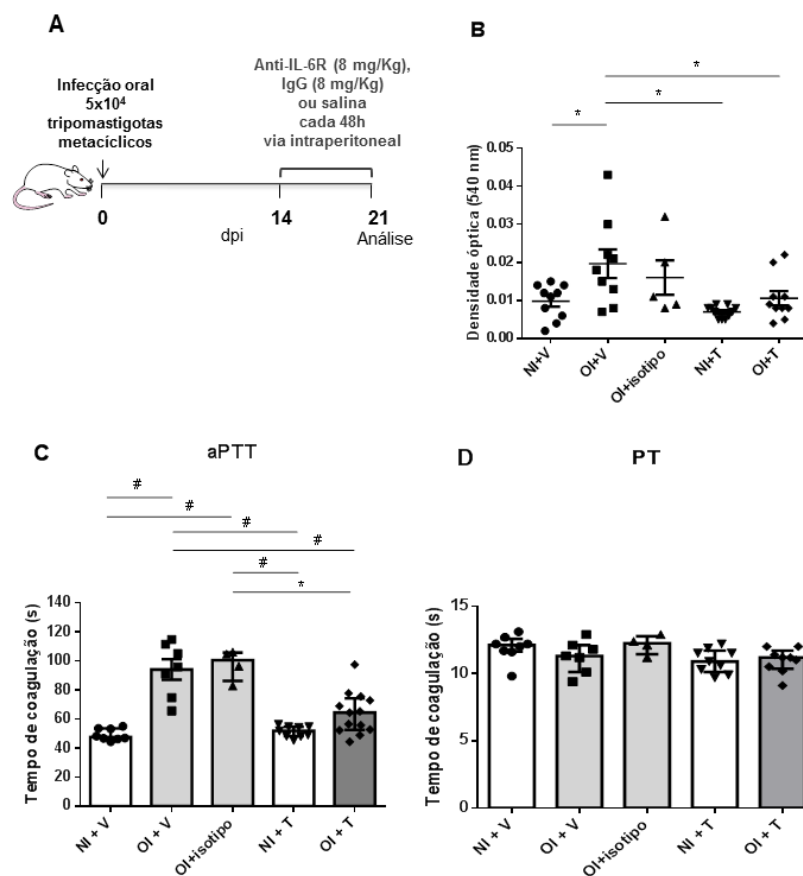 A
Infecção oral
5x10⁴
tripomastigotas
metacíclicos
Anti-IL-6R (8 mg/Kg),
IgG (8 mg/Kg)
ou salina
cada 48h
via intraperitoneal
0
14
21
dpi
Análise
B
*
*
*
Densidade óptica (540 nm)
0.05
0.04
0.03
0.02
0.01
0.00
NI+V
OI+V
OI+isotipo
NI+T
OI+T
C
aPTT
#
#
#
#
#
*
Tempo de coagulação (s)
140
120
100
80
60
40
20
0
NI + V
OI + V
OI+isotipo
NI + T
OI + T
D
PT
Tempo de coagulação (s)
15
10
5
0
NI + V
OI + V
OI+isotipo
NI + T
OI + T